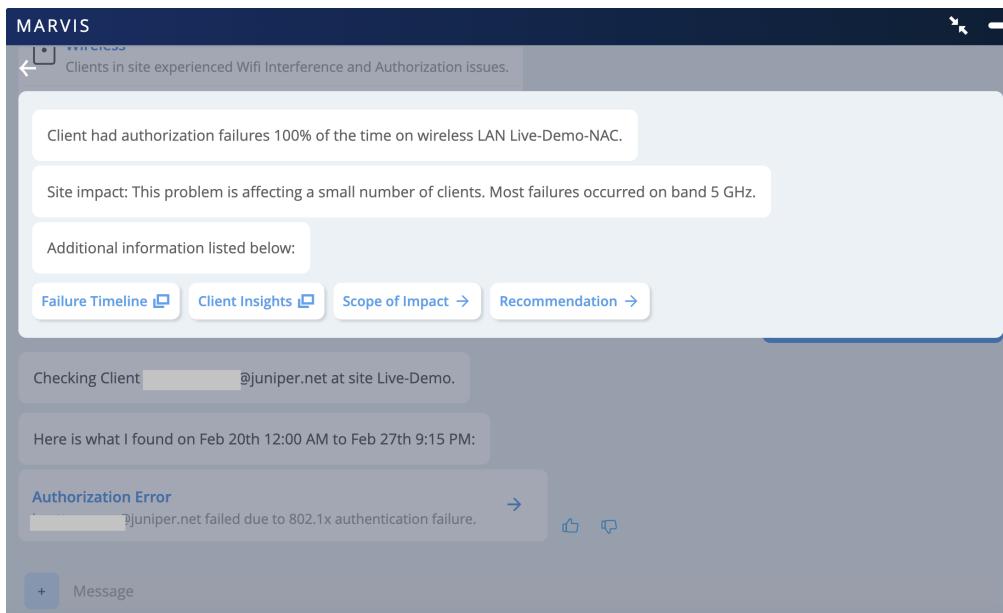 MARVIS
Wireless
Clients in site experienced Wifi Interference and Authorization issues.
Client had authorization failures 100% of the time on wireless LAN Live-Demo-NAC.
Site impact: This problem is affecting a small number of clients. Most failures occurred on band 5 GHz.
Additional information listed below:
Failure Timeline Client Insights Scope of Impact → Recommendation →
Checking Client @juniper.net at site Live-Demo.
Here is what I found on Feb 20th 12:00 AM to Feb 27th 9:15 PM:
Authorization Error
@juniper.net failed due to 802.1x authentication failure.
+ Message